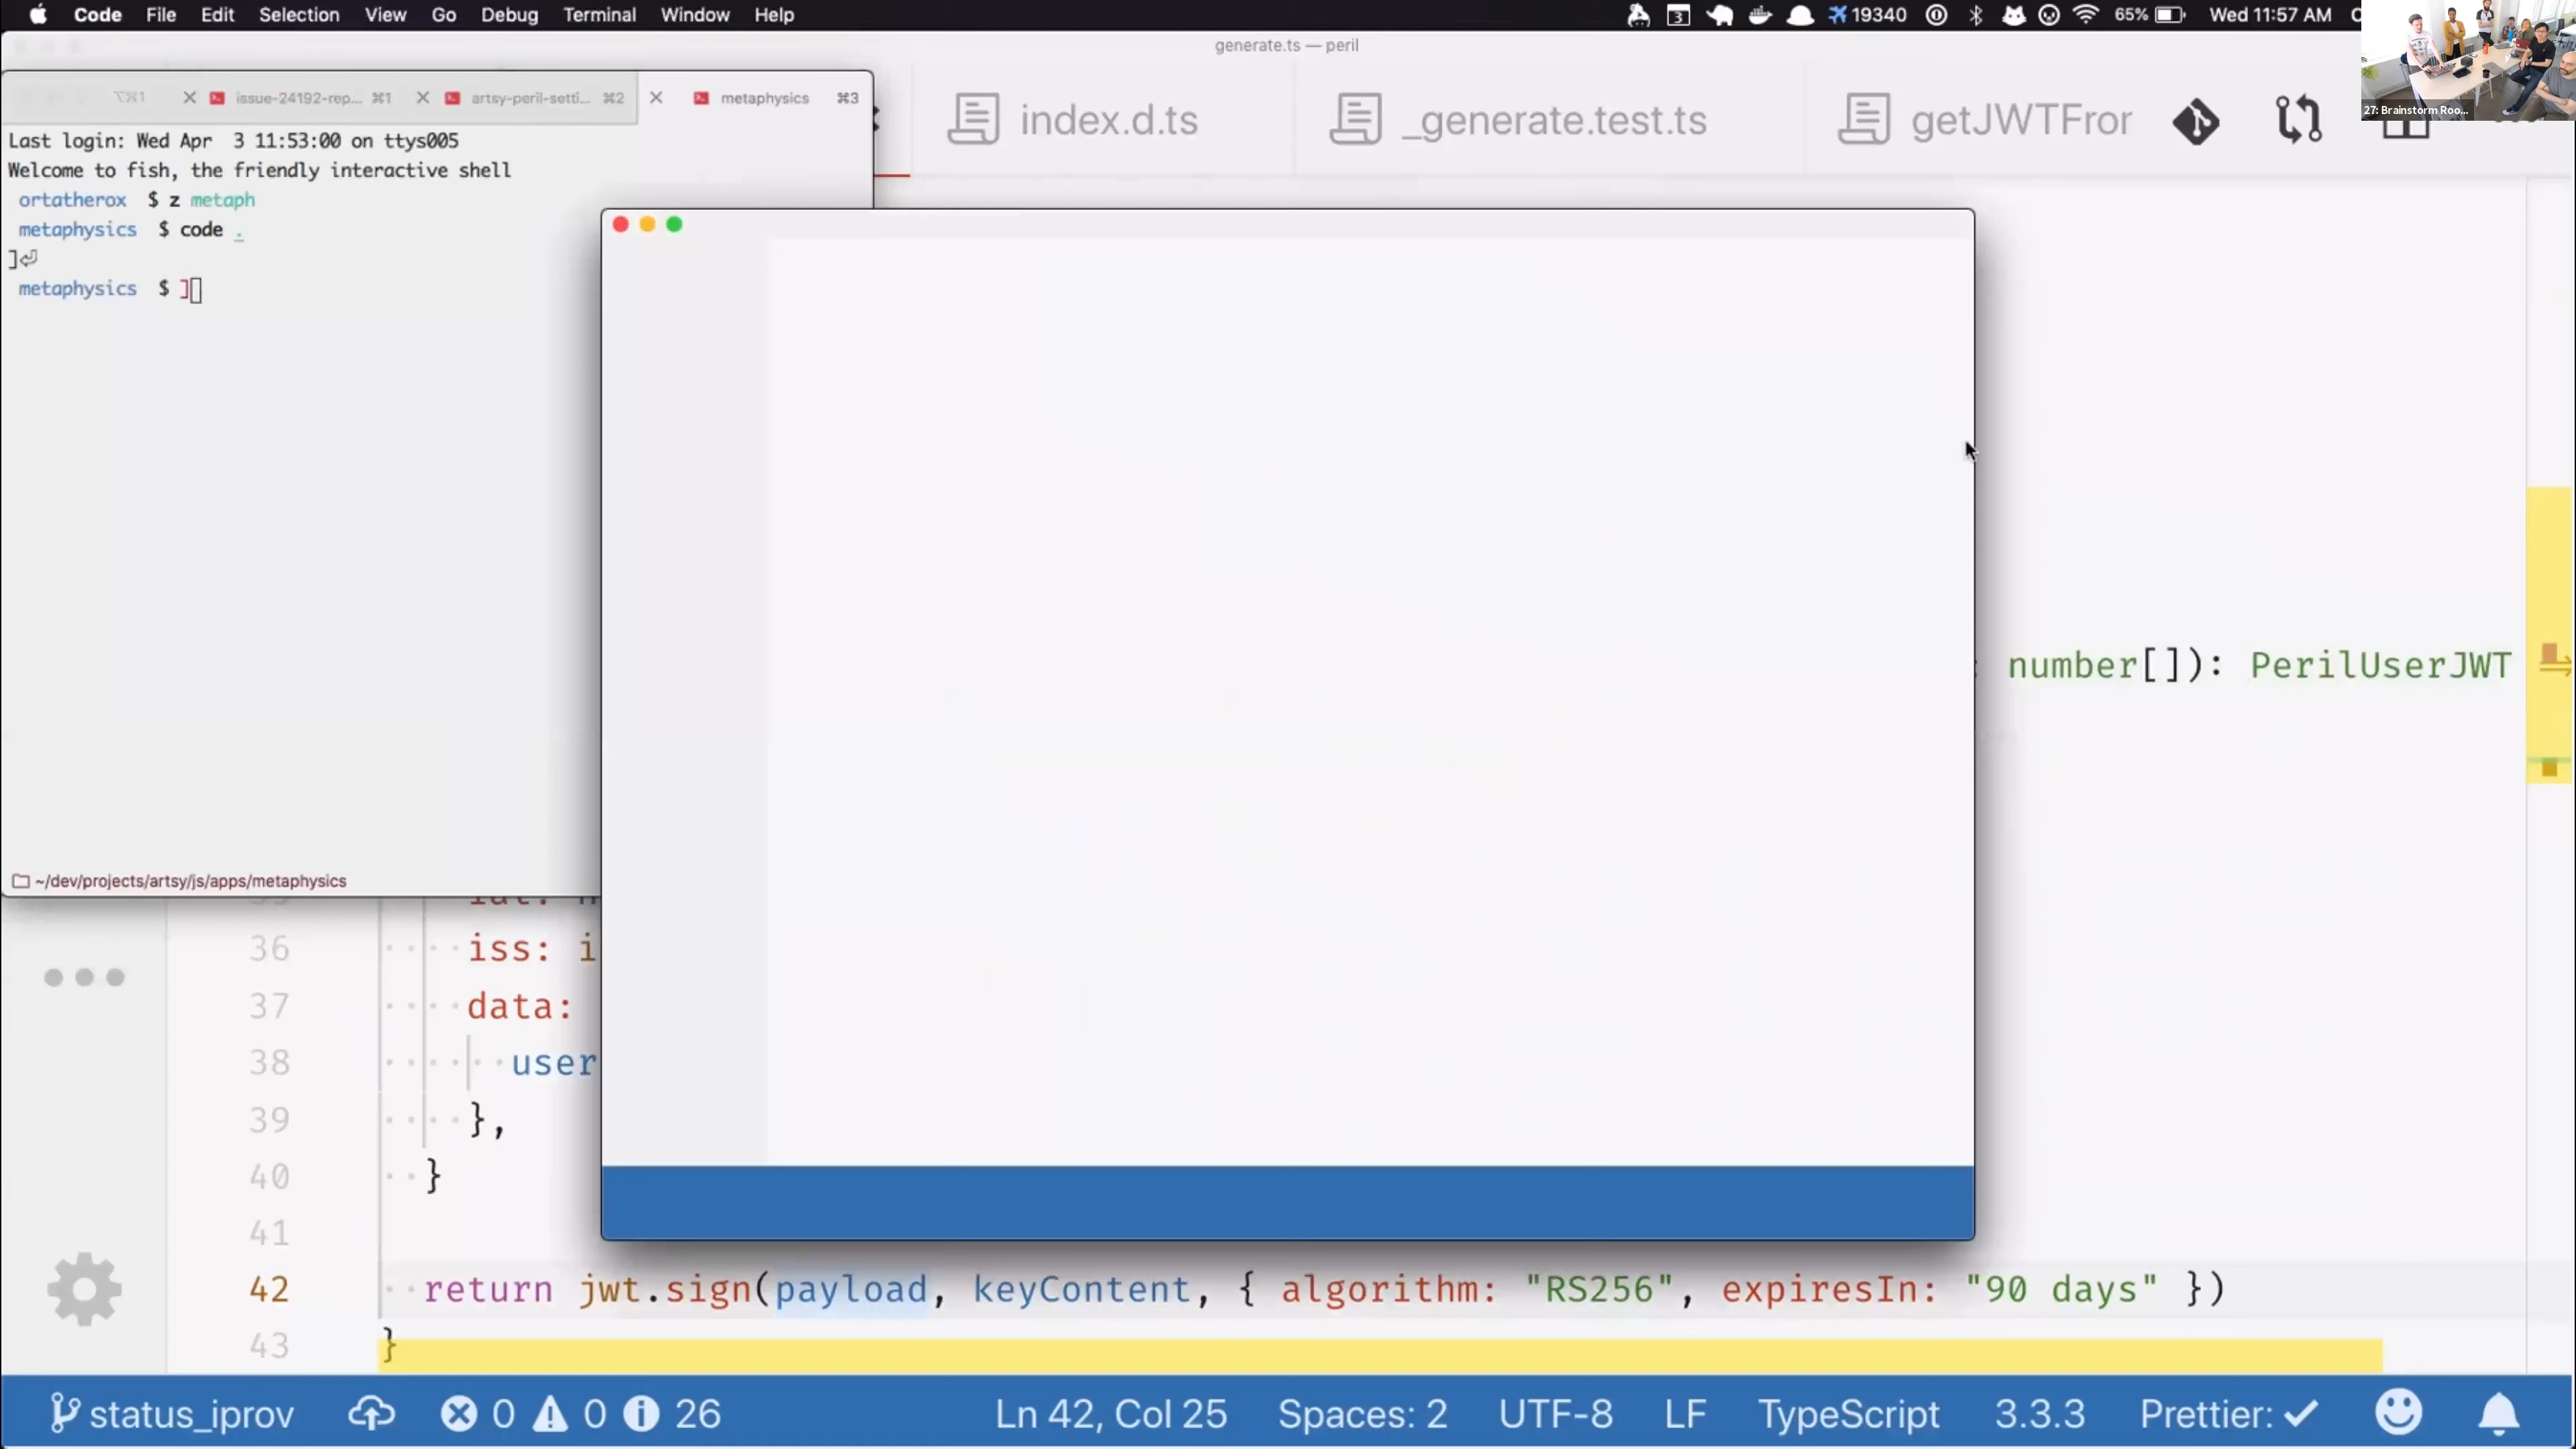 Code File Edit Selection View Go Debug Terminal Window Help
3 19340 65% Wed 11:57 AM
generate.ts — peril
27: Brainstorm Roo...
⌥⌘1 issue-24192-rep... ⌘1 artsy-peril-setti... ⌘2 metaphysics ⌘3
index.d.ts _generate.test.ts getJWTFror
Last login: Wed Apr 3 11:53:00 on ttys005
Welcome to fish, the friendly interactive shell
ortatherox $ z metaph
metaphysics $ code .
]⏎
metaphysics $ ]
number[]): PerilUserJWT
~/dev/projects/artsy/js/apps/metaphysics
36 iss: i
37 data:
38 user
39 },
40 }
41
42 return jwt.sign(payload, keyContent, { algorithm: "RS256", expiresIn: "90 days" })
43 }
status_iprov 0 0 26 Ln 42, Col 25 Spaces: 2 UTF-8 LF TypeScript 3.3.3 Prettier: ✓